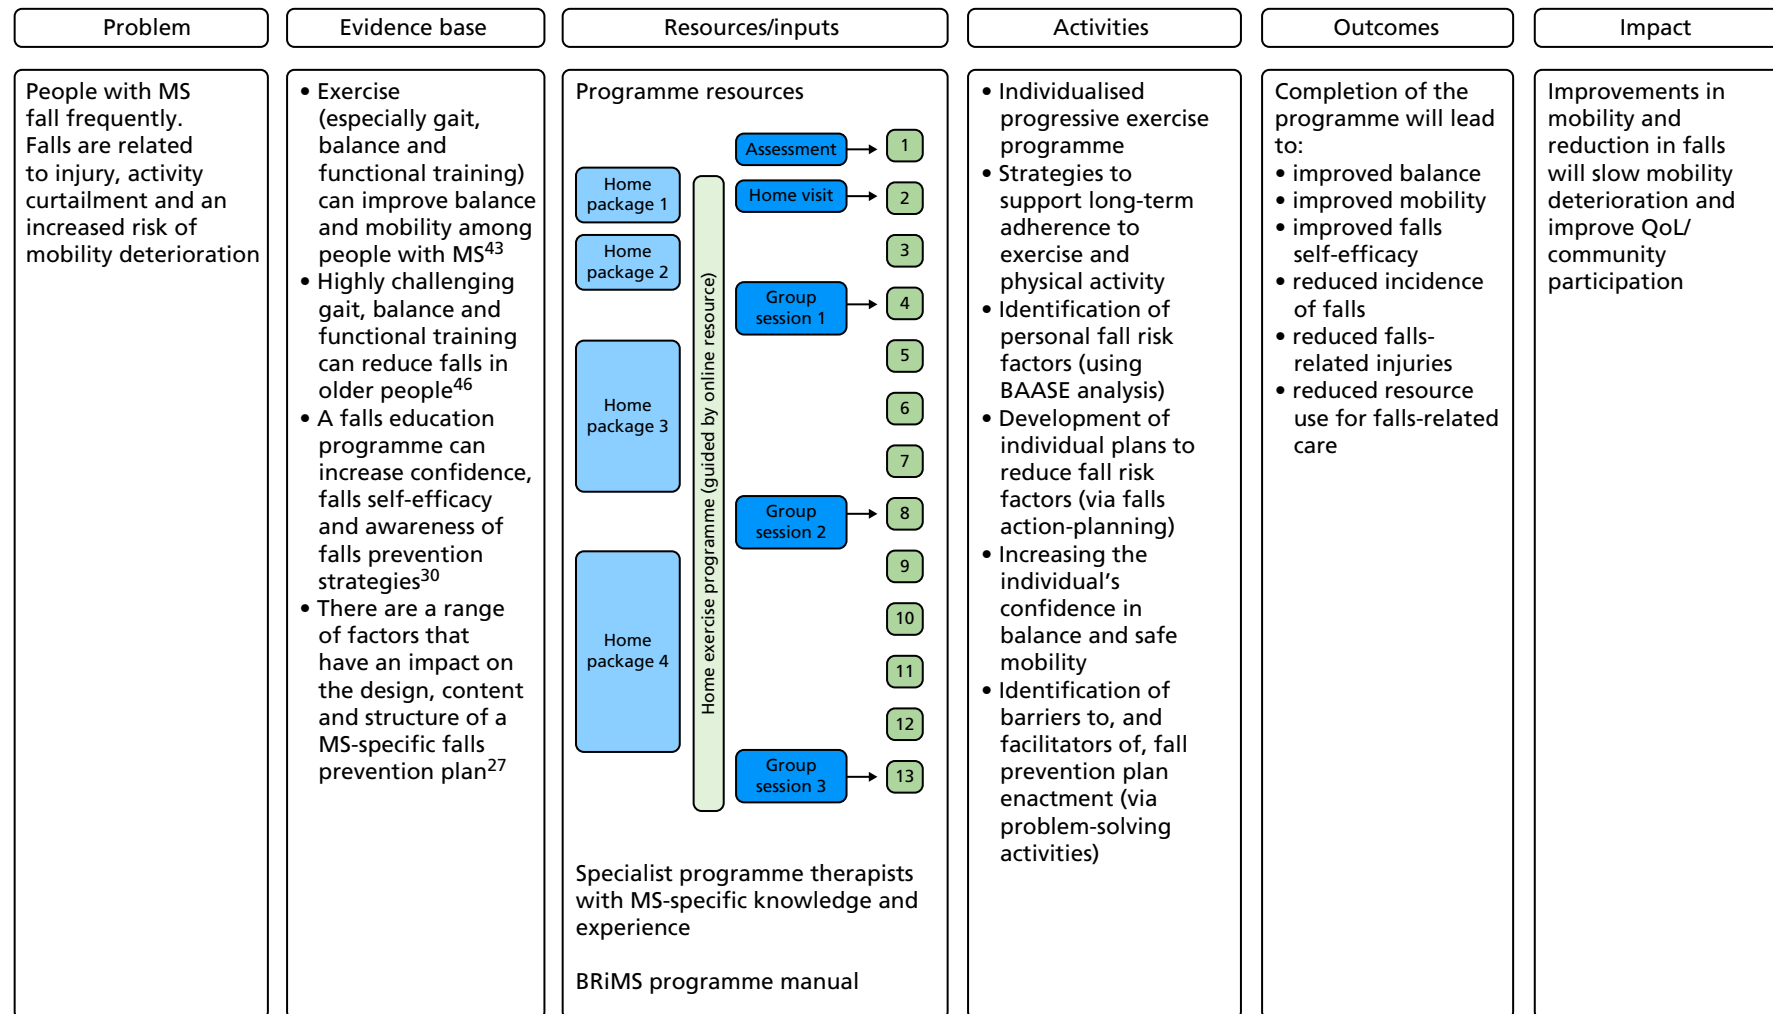 Problem
Evidence base
Resources/inputs
Activities
Outcomes
Impact
People with MS
fall frequently.
Falls are related
to injury, activity
curtailment and an
increased risk of
mobility deterioration
• Exercise
(especially gait,
balance and
functional training)
can improve balance
and mobility among
people with MS43
• Highly challenging
gait, balance and
functional training
can reduce falls in
older people46
• A falls education
programme can
increase confidence,
falls self-efficacy
and awareness of
falls prevention
strategies30
• There are a range
of factors that
have an impact on
the design, content
and structure of a
MS-specific falls
prevention plan27
Programme resources
Home
package 1
Home
package 2
Home
package 3
Home
package 4
Home exercise programme (guided by online resource)
Assessment
Home visit
Group
session 1
Group
session 2
Group
session 3
1
2
3
4
5
6
7
8
9
10
11
12
13
Specialist programme therapists
with MS-specific knowledge and
experience
BRiMS programme manual
• Individualised
progressive exercise
programme
• Strategies to
support long-term
adherence to
exercise and
physical activity
• Identification of
personal fall risk
factors (using
BAASE analysis)
• Development of
individual plans to
reduce fall risk
factors (via falls
action-planning)
• Increasing the
individual’s
confidence in
balance and safe
mobility
• Identification of
barriers to, and
facilitators of, fall
prevention plan
enactment (via
problem-solving
activities)
Completion of the
programme will lead
to:
• improved balance
• improved mobility
• improved falls
self-efficacy
• reduced incidence
of falls
• reduced falls-
related injuries
• reduced resource
use for falls-related
care
Improvements in
mobility and
reduction in falls
will slow mobility
deterioration and
improve QoL/
community
participation